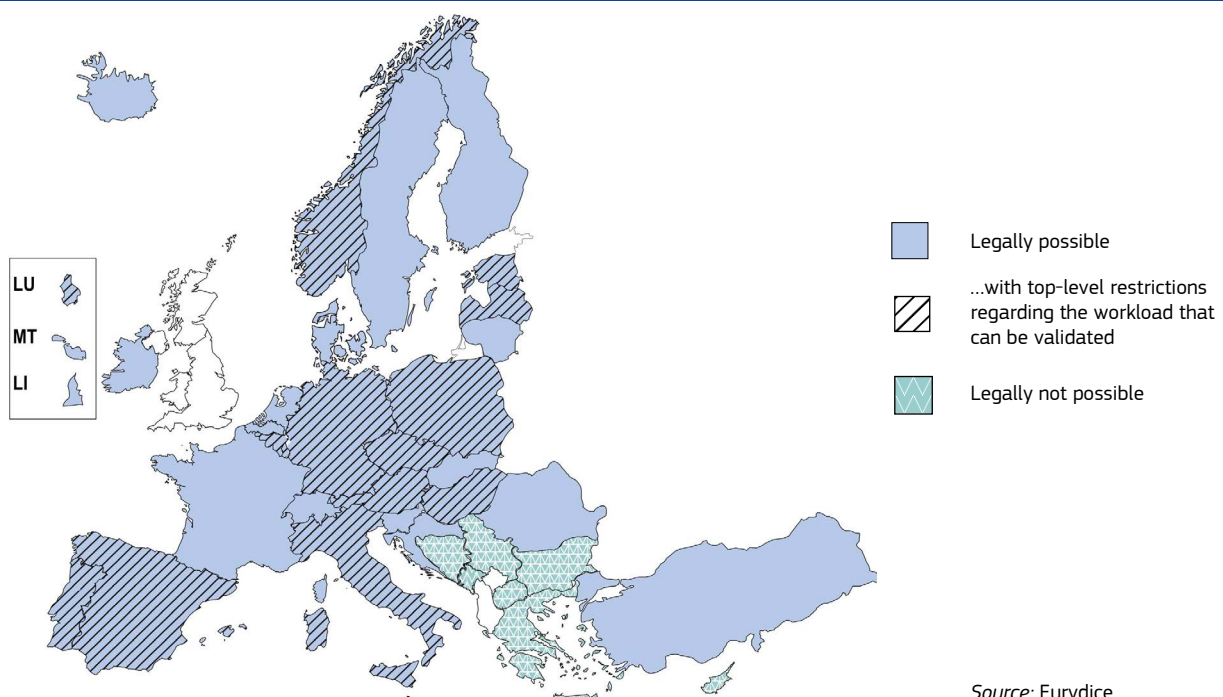 LU
MT
LI
Legally possible
...with top-level restrictions
regarding the workload that
can be validated
Legally not possible
Source: Eurydice